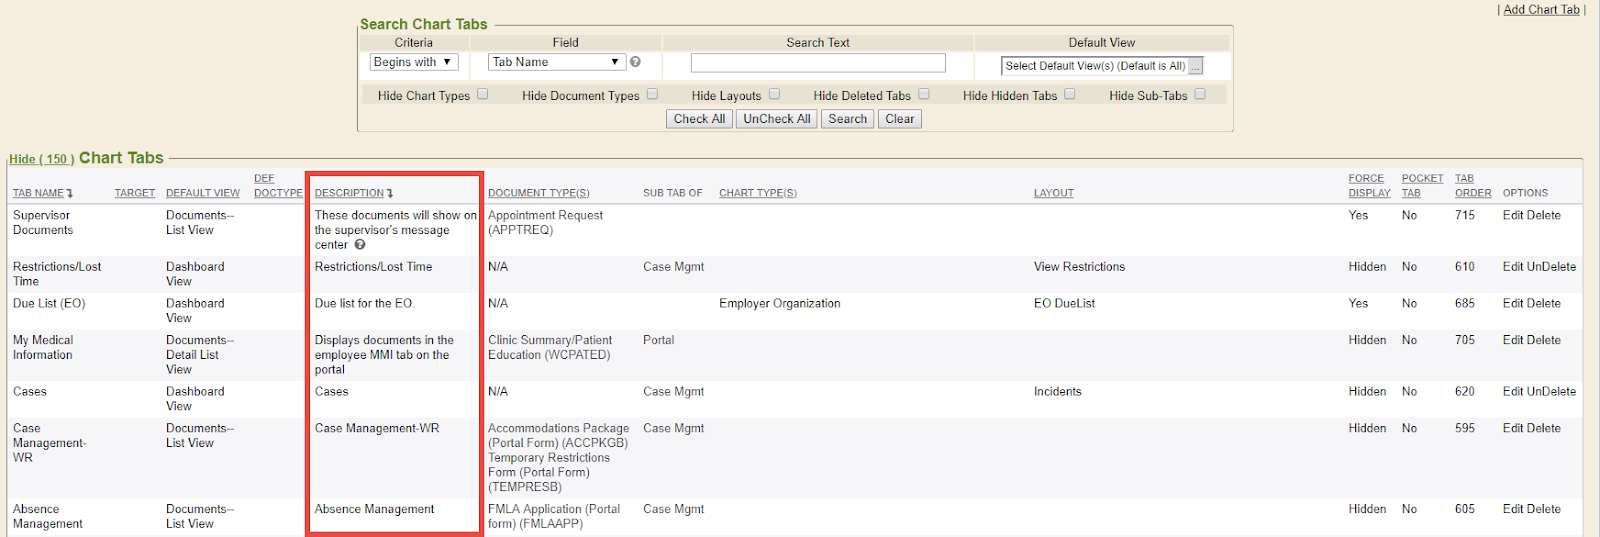 | Add Chart Tab |
Search Chart Tabs
Criteria Field Search Text Default View
Begins with ▼ Tab Name ▼ ? Select Default View(s) (Default is All) ...
Hide Chart Types Hide Document Types Hide Layouts Hide Deleted Tabs Hide Hidden Tabs Hide Sub-Tabs
Check All UnCheck All Search Clear
Hide ( 150 ) Chart Tabs
TAB NAME TARGET DEFAULT VIEW DEF DOCTYPE DESCRIPTION DOCUMENT TYPE(S) SUB TAB OF CHART TYPE(S) LAYOUT FORCE DISPLAY POCKET TAB TAB ORDER OPTIONS
Supervisor Documents-- These documents will show on Appointment Request Yes No 715 Edit Delete
Documents List View the supervisor's message (APPTREQ)
center ?
Restrictions/Lost Dashboard Restrictions/Lost Time N/A Case Mgmt View Restrictions Hidden No 610 Edit UnDelete
Time View
Due List (EO) Dashboard Due list for the EO. N/A Employer Organization EO DueList Yes No 685 Edit Delete
View
My Medical Documents-- Displays documents in the Clinic Summary/Patient Portal Hidden No 705 Edit Delete
Information Detail List employee MMI tab on the Education (WCPATED)
View portal
Cases Dashboard Cases N/A Case Mgmt Incidents Hidden No 620 Edit UnDelete
View
Case Documents-- Case Management-WR Accommodations Package Case Mgmt Hidden No 595 Edit Delete
Management- List View (Portal Form) (ACCPKGB)
WR Temporary Restrictions
Form (Portal Form)
(TEMPRESB)
Absence Documents-- Absence Management FMLA Application (Portal Case Mgmt Hidden No 605 Edit Delete
Management List View form) (FMLAAPP)